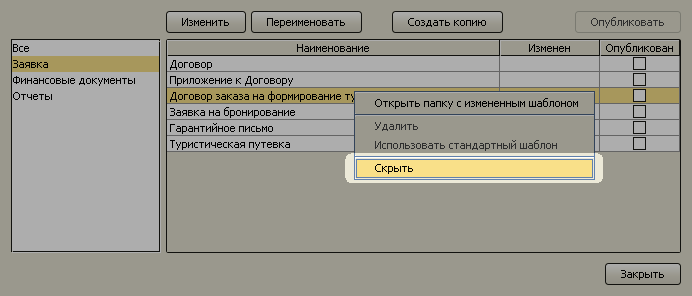 Изменить Переименовать Создать копию Опубликовать
Все
Заявка
Финансовые документы
Отчеты
Наименование Изменен Опубликован
Договор
Приложение к Договору
Договор заказа на формирование ту
Заявка на бронирование
Гарантийное письмо
Туристическая путевка
Открыть папку с измененным шаблоном
Удалить
Использовать стандартный шаблон
Скрыть
Закрыть